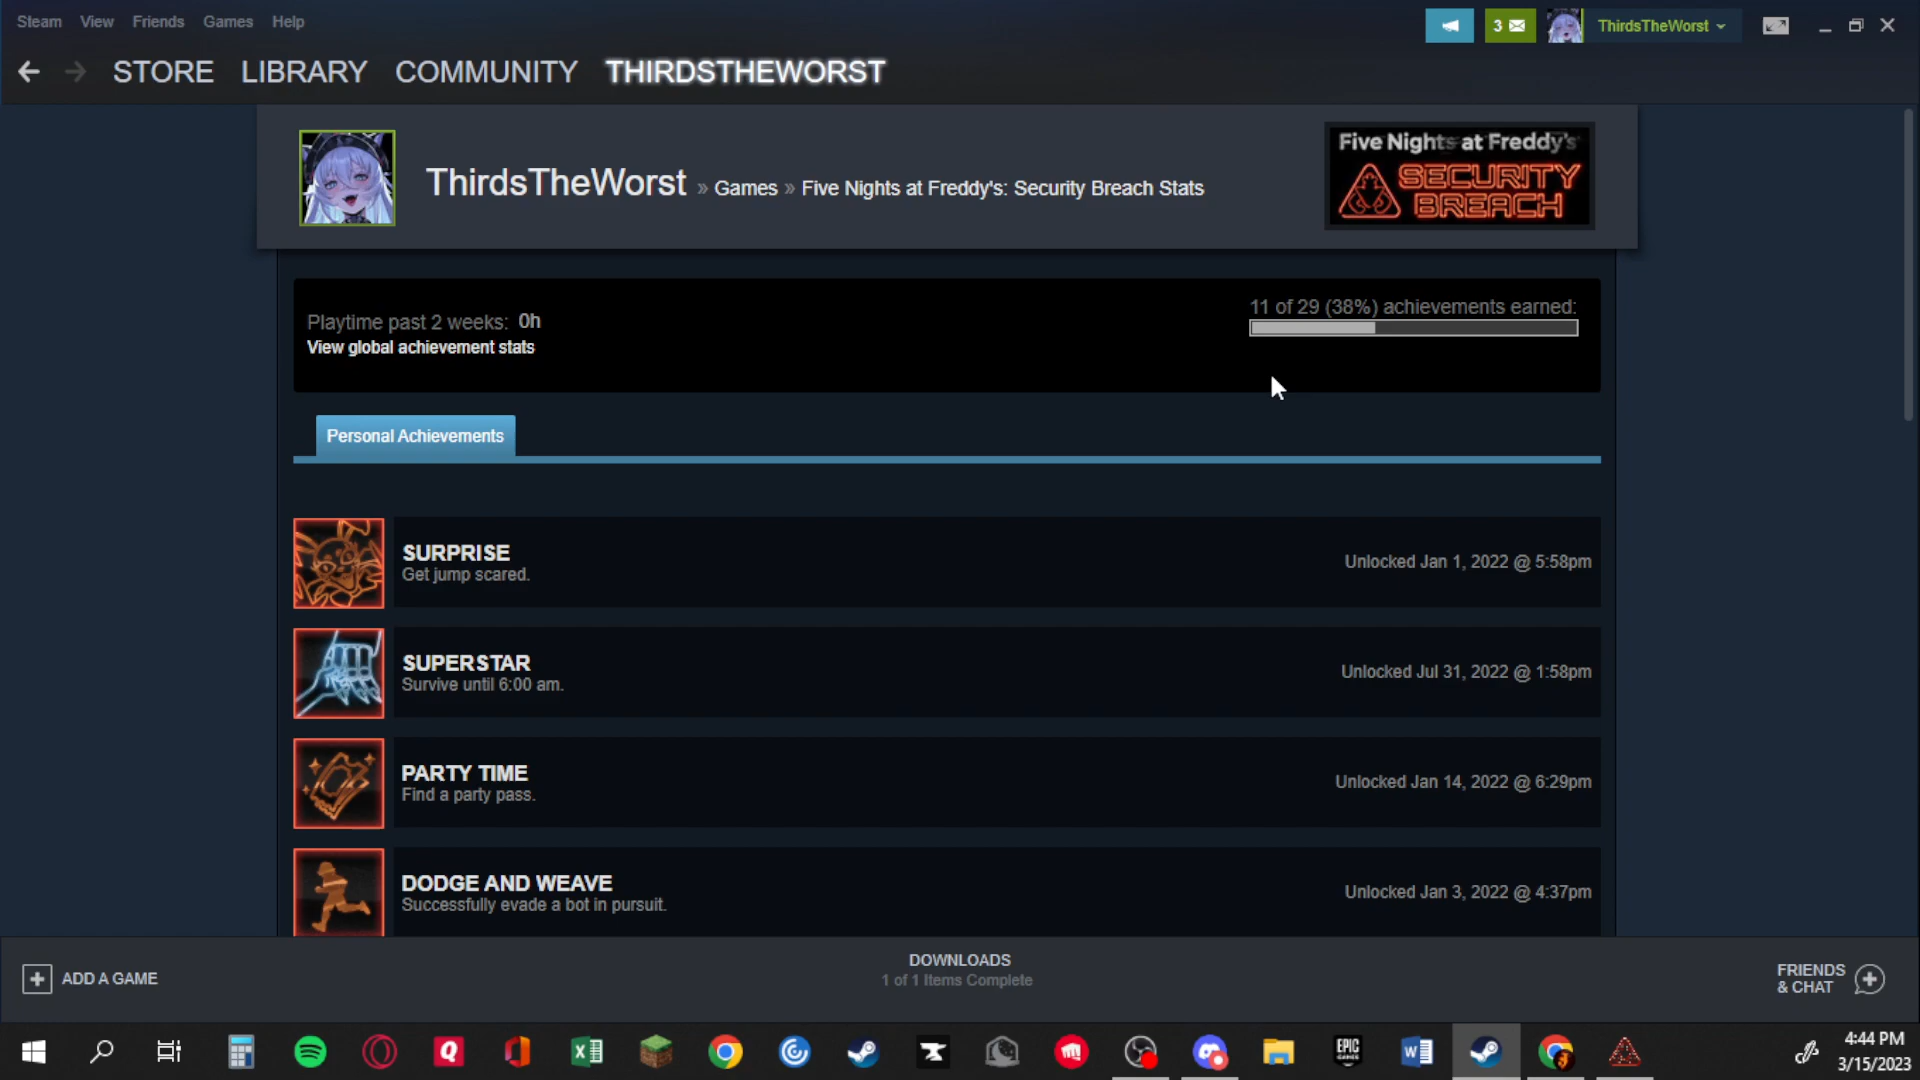 Steam View Friends Games Help
3
ThirdsTheWorst
STORE LIBRARY COMMUNITY THIRDSTHEWORST
ThirdsTheWorst » Games » Five Nights at Freddy's: Security Breach Stats
Five Nights at Freddy's
SECURITY
BREACH
Playtime past 2 weeks: 0h
View global achievement stats
11 of 29 (38%) achievements earned:
Personal Achievements
SURPRISE
Get jump scared.
Unlocked Jan 1, 2022 @ 5:58pm
SUPERSTAR
Survive until 6:00 am.
Unlocked Jul 31, 2022 @ 1:58pm
PARTY TIME
Find a party pass.
Unlocked Jan 14, 2022 @ 6:29pm
DODGE AND WEAVE
Successfully evade a bot in pursuit.
Unlocked Jan 3, 2022 @ 4:37pm
ADD A GAME
DOWNLOADS
1 of 1 Items Complete
FRIENDS
& CHAT
EPIC
GAMES
4:44 PM
3/15/2023